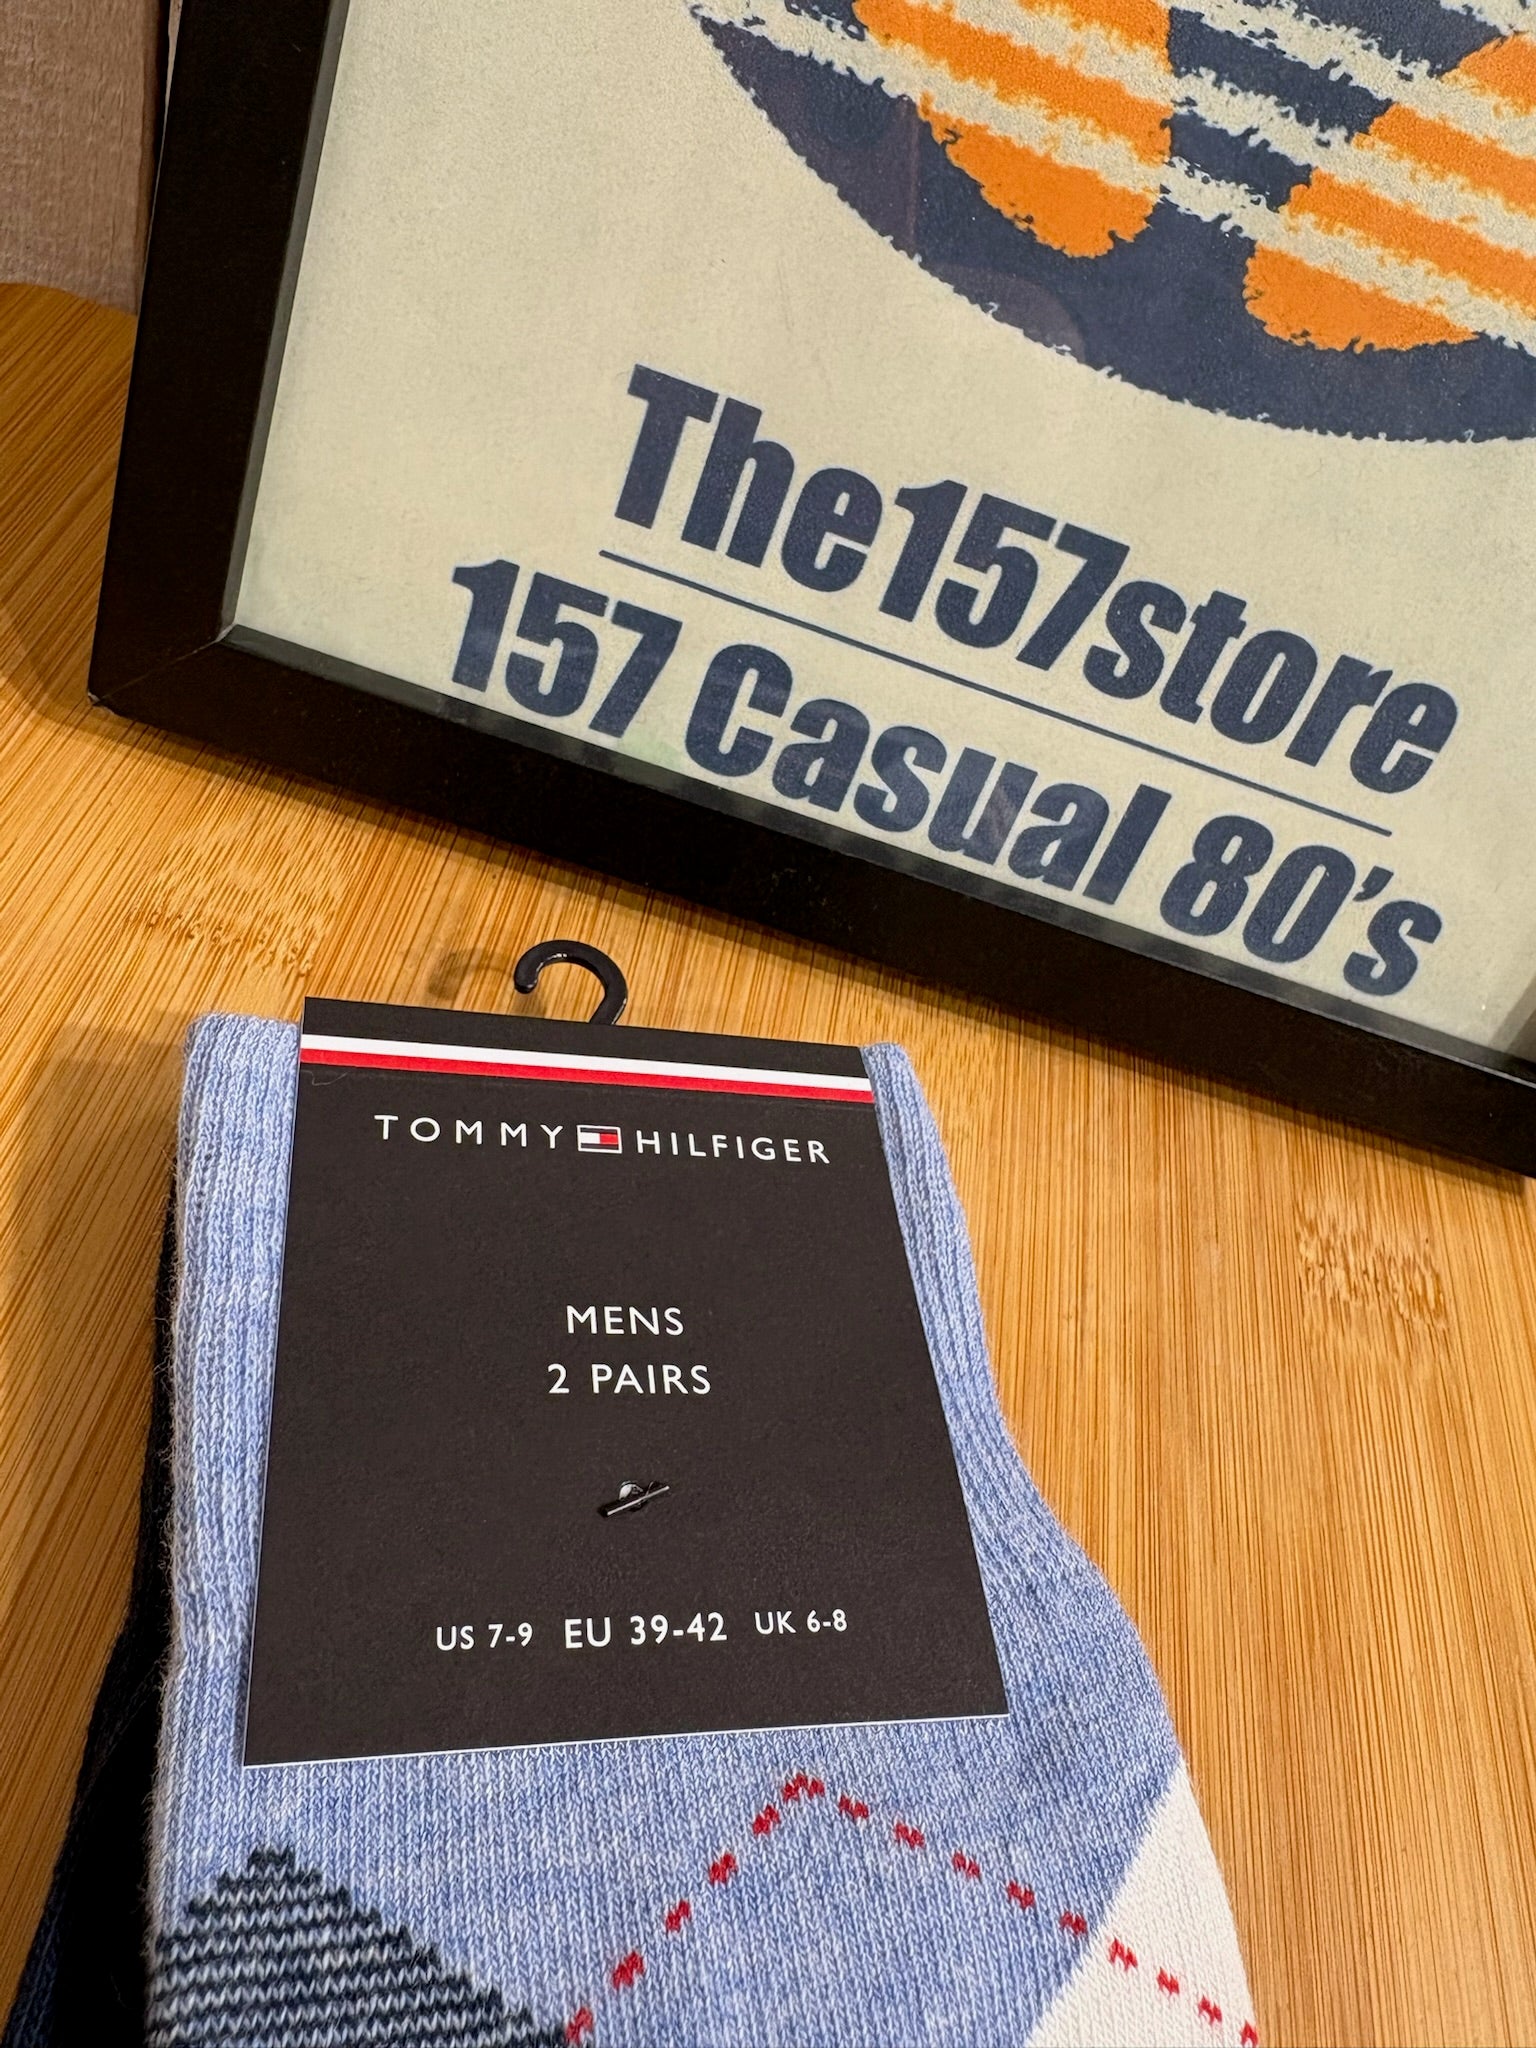 The157store
157 Casual 80's
TOMMY HILFIGER
MENS
2 PAIRS
US 7-9 EU 39-42 UK 6-8